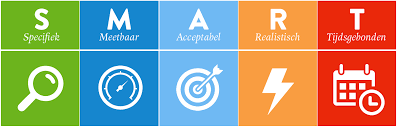 S M A R T
Specifiek Meetbaar Acceptabel Realistisch Tijdsgebonden